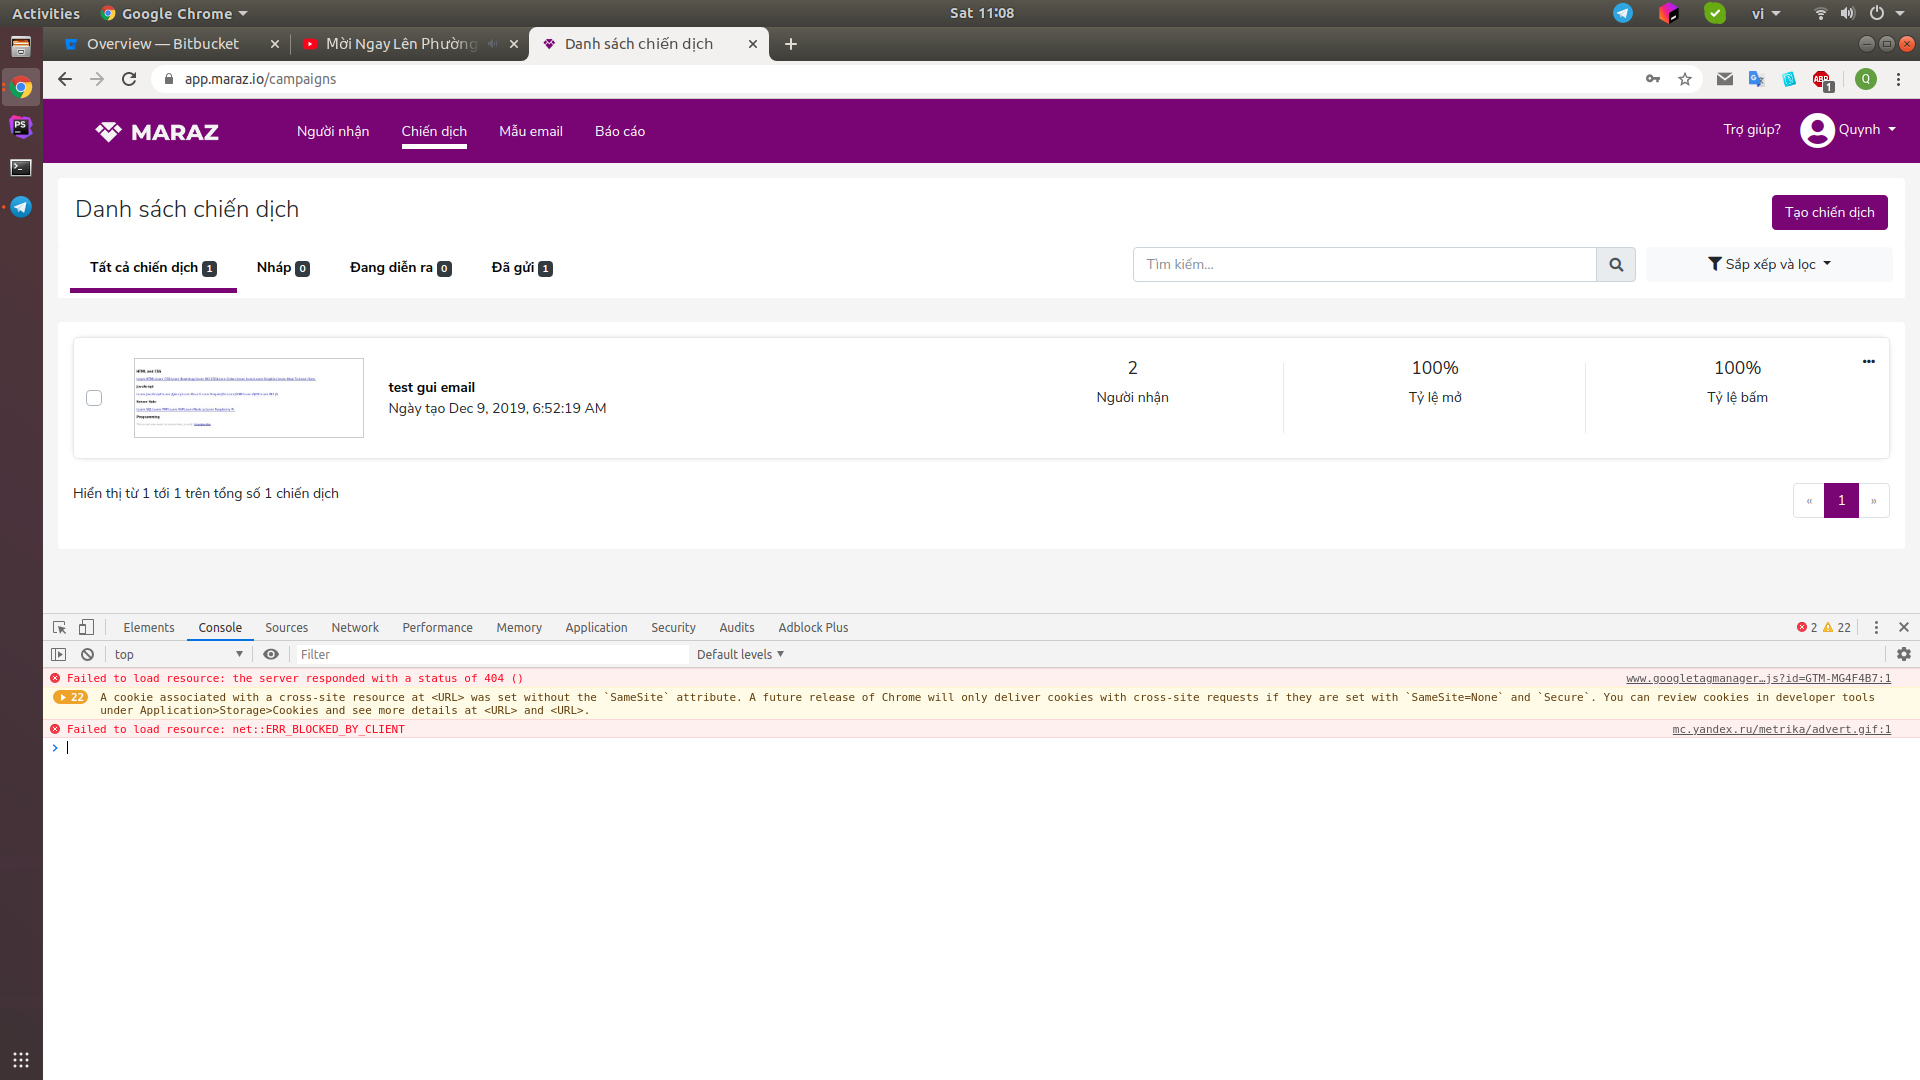 Activities Google Chrome Sat 11:08 vi
Overview — Bitbucket Mời Ngay Lên Phường Danh sách chiến dịch
app.maraz.io/campaigns ABP 1 Q
MARAZ Người nhận Chiến dịch Mẫu email Báo cáo Trợ giúp? Quynh
Danh sách chiến dịch Tạo chiến dịch
Tất cả chiến dịch 1 Nháp 0 Đang diễn ra 0 Đã gửi 1 Tìm kiếm... Sắp xếp và lọc
HTML and CSS
JavaScript
Server Side
Programming
test gui email
Ngày tạo Dec 9, 2019, 6:52:19 AM
2
Người nhận
100%
Tỷ lệ mở
100%
Tỷ lệ bấm
Hiển thị từ 1 tới 1 trên tổng số 1 chiến dịch « 1 »
Elements Console Sources Network Performance Memory Application Security Audits Adblock Plus 2 22
top Filter Default levels
Failed to load resource: the server responded with a status of 404 () www.googletagmanager…js?id=GTM-MG4F4B7:1
22 A cookie associated with a cross-site resource at <URL> was set without the `SameSite` attribute. A future release of Chrome will only deliver cookies with cross-site requests if they are set with `SameSite=None` and `Secure`. You can review cookies in developer tools
under Application>Storage>Cookies and see more details at <URL> and <URL>.
Failed to load resource: net::ERR_BLOCKED_BY_CLIENT mc.yandex.ru/metrika/advert.gif:1
PS